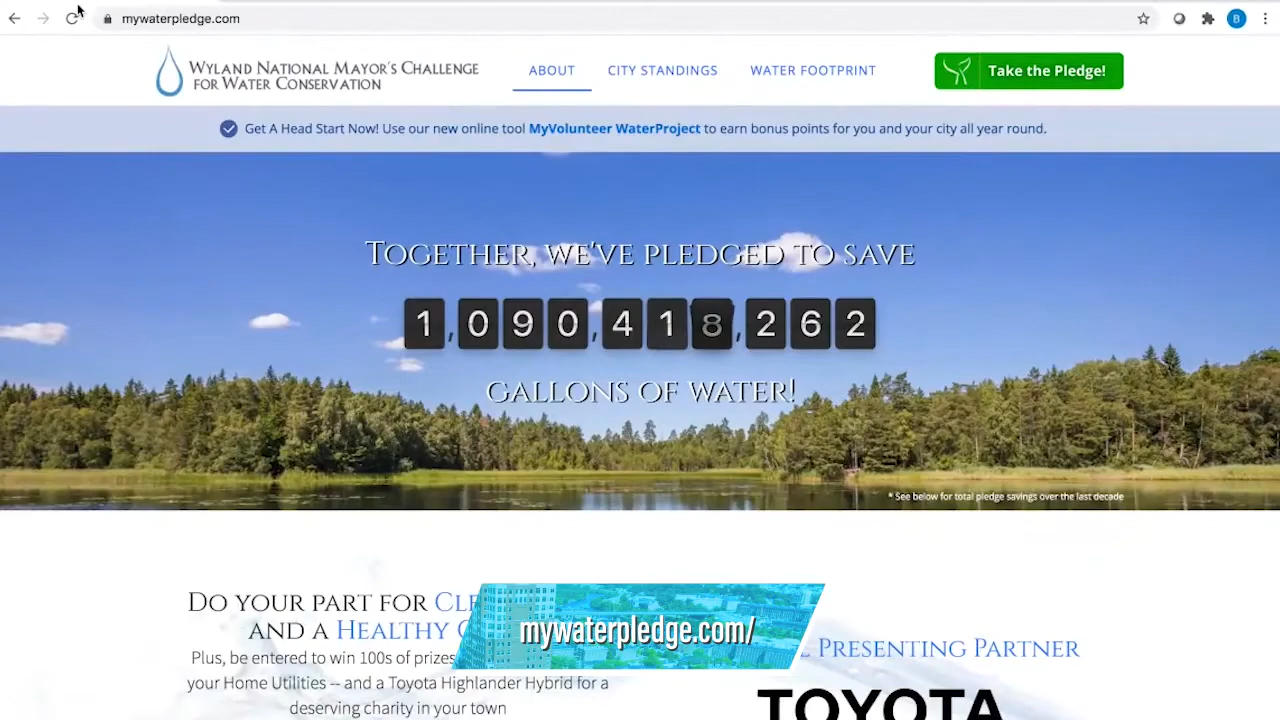 mywaterpledge.com
B
WYLAND NATIONAL MAYOR'S CHALLENGE
FOR WATER CONSERVATION
ABOUT
CITY STANDINGS
WATER FOOTPRINT
Take the Pledge!
Get A Head Start Now! Use our new online tool MyVolunteer WaterProject to earn bonus points for you and your city all year round.
TOGETHER, WE'VE PLEDGED TO SAVE
1,090,418,262
GALLONS OF WATER!
* See below for total pledge savings over the last decade
DO YOUR PART FOR
AND A HEALTHY
Plus, be entered to win 100s of prizes
your Home Utilities -- and a Toyota Highlander Hybrid for a
deserving charity in your town
mywaterpledge.com/
PRESENTING PARTNER
TOYOTA